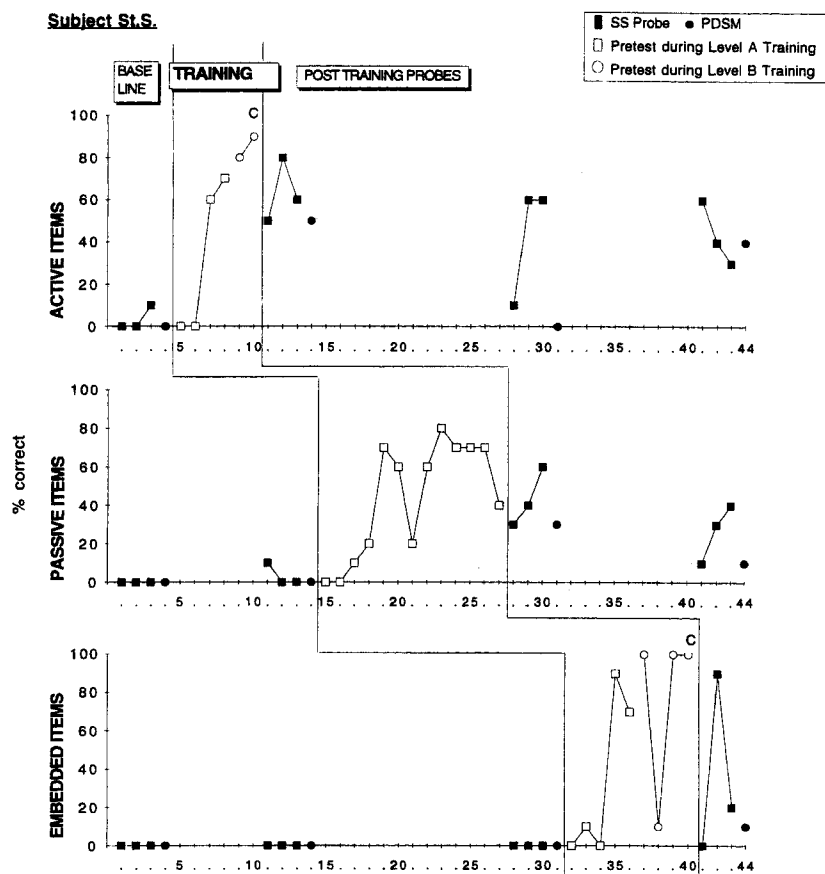 Subject St.S.
■ SS Probe ● PDSM
□ Pretest during Level A Training
○ Pretest during Level B Training
BASE LINE
TRAINING
POST TRAINING PROBES
% correct
ACTIVE ITEMS
C
100
80
60
40
20
0
. . . . 5 . . . . 10 . . . . 15 . . . . 20 . . . . 25 . . . . 30 . . . . 35 . . . . 40 . . . 44
PASSIVE ITEMS
100
80
60
40
20
0
. . . . 5 . . . . 10 . . . . 15 . . . . 20 . . . . 25 . . . . 30 . . . . 35 . . . . 40 . . . 44
EMBEDDED ITEMS
C
100
80
60
40
20
0
. . . . 5 . . . . 10 . . . . 15 . . . . 20 . . . . 25 . . . . 30 . . . . 35 . . . . 40 . . . 44